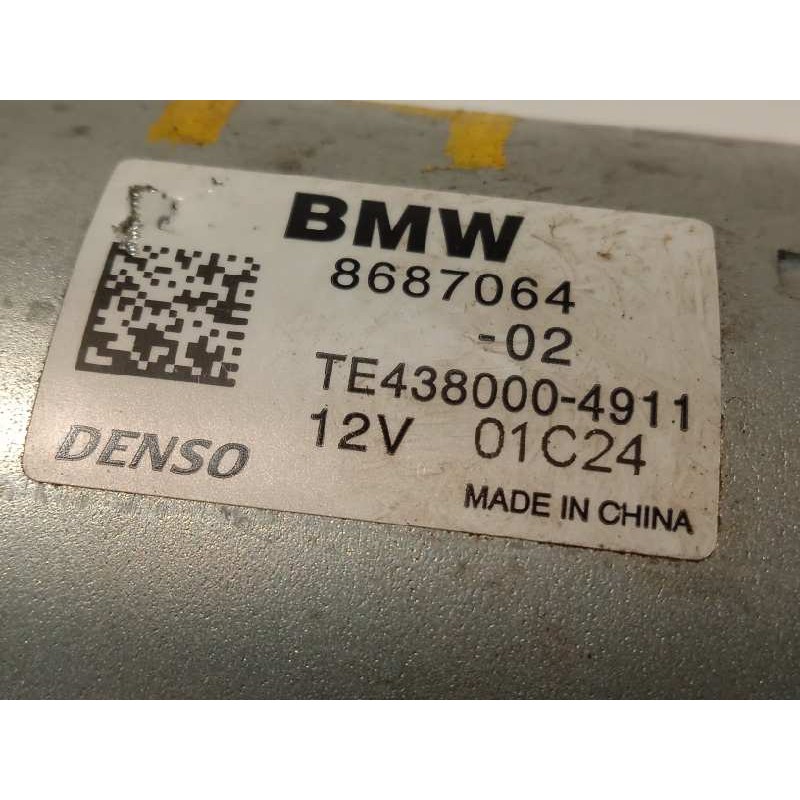 BMW
8687064
-02
TE438000-4911
12V 01C24
DENSO
MADE IN CHINA